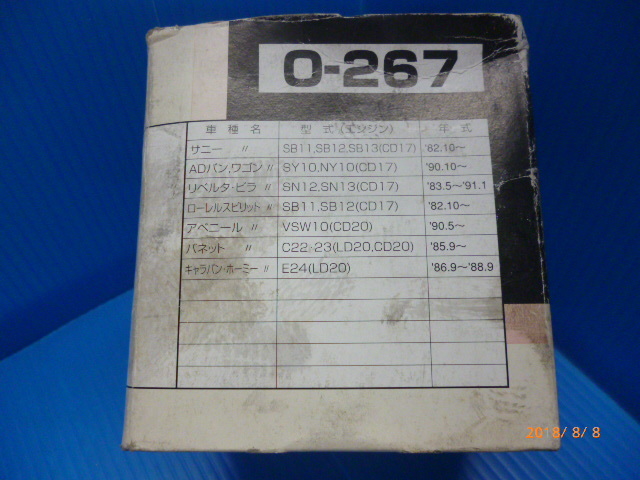 O-267
車種名 型式(エンジン) 年式
サニー 〃 SB11,SB12,SB13(CD17) '82.10～
ADバン,ワゴン 〃 SY10,NY10(CD17) '90.10～
リベルタ・ビラ 〃 SN12,SN13(CD17) '83.5～'91.1
ローレルスピリット 〃 SB11,SB12(CD17) '82.10～
アベニール 〃 VSW10(CD20) '90.5～
バネット 〃 C22･23(LD20,CD20) '85.9～
キャラバン・ホーミー 〃 E24(LD20) '86.9～'88.9
2018/ 8/ 8